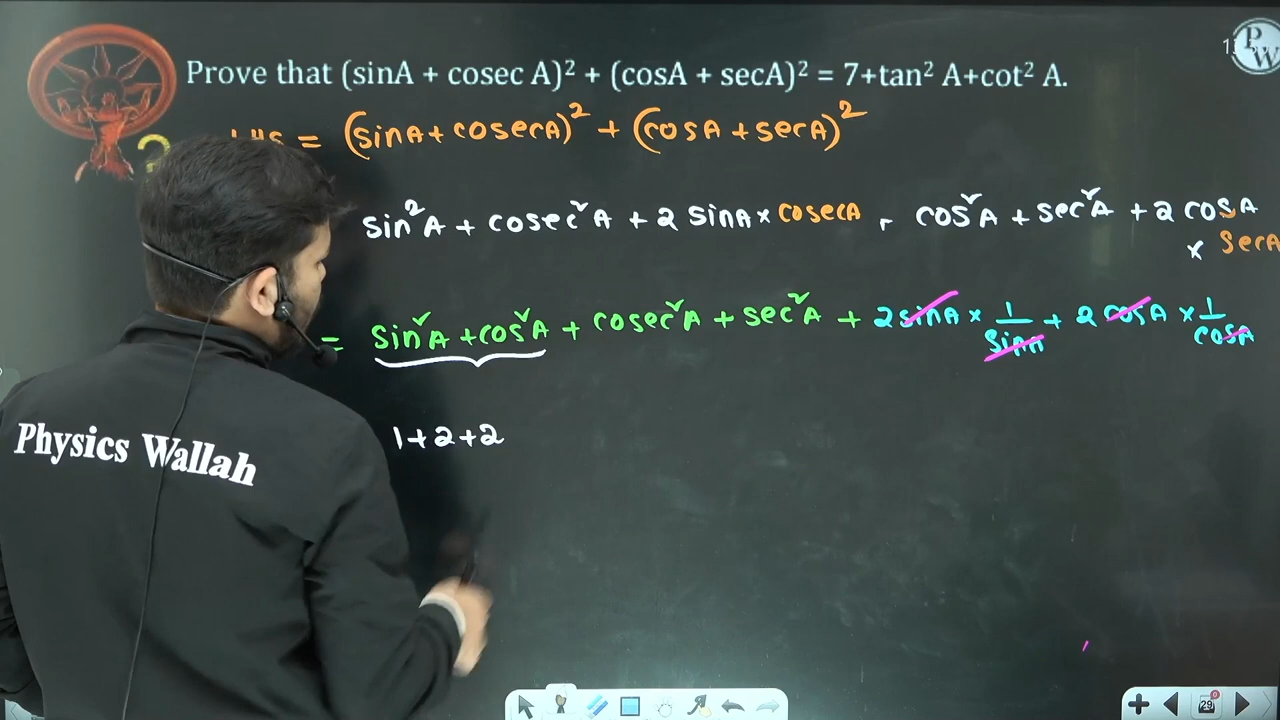 Prove that (sinA + cosec A)² + (cosA + secA)² = 7+tan² A+cot² A.
= (sinA+cosecA)² + (cosA+secA)²
sin²A + cosec²A + 2 sinA × cosecA + cos²A + sec²A + 2 cosA
× secA
= sin²A + cos²A + cosec²A + sec²A + 2sinA × 1/sinA + 2 cosA × 1/cosA
1+2+2
Physics Wallah
P
W
29